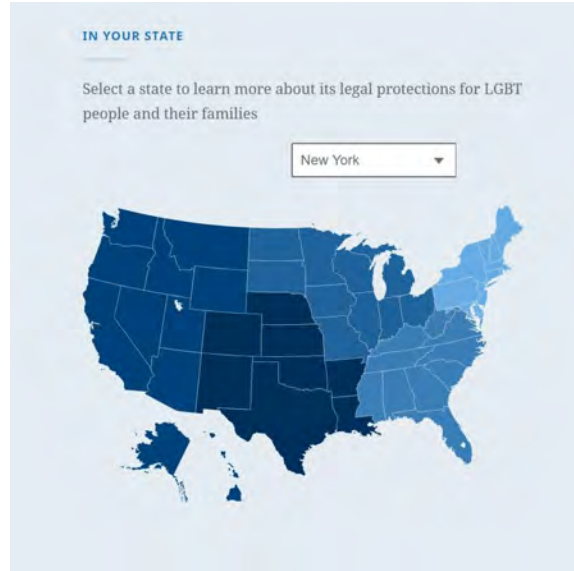 IN YOUR STATE
Select a state to learn more about its legal protections for LGBT
people and their families
New York